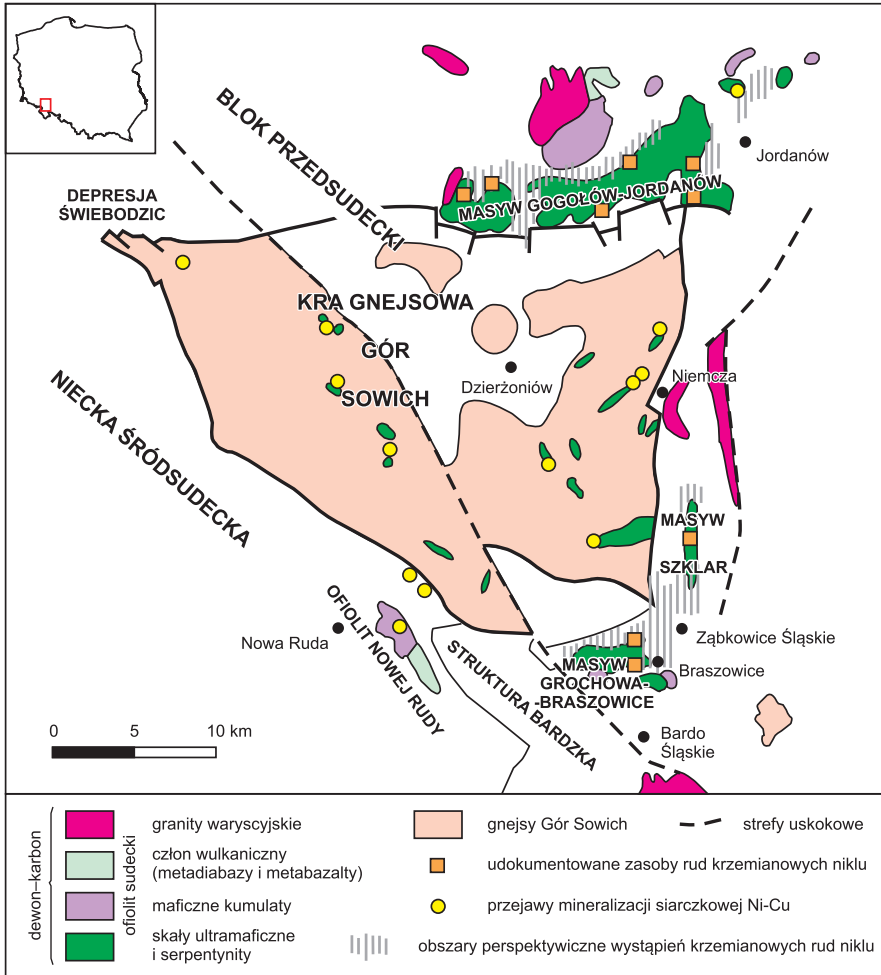 BLOK PRZEDSUDECKI
Jordanów
DEPRESJA
ŚWIEBODZIC
MASYW GOGOŁÓW-JORDANÓW
KRA GNEJSOWA
GÓR
SOWICH
Dzierżoniów
Niemcza
NIECKA ŚRÓDSUDECKA
MASYW
SZKLAR
OFIOLIT NOWEJ RUDY
Nowa Ruda
STRUKTURA BARDZKA
Ząbkowice Śląskie
Braszowice
MASYW
GROCHOWA-
-BRASZOWICE
Bardo
Śląskie
0 5 10 km
dewon–karbon
ofiolit sudecki
granity waryscyjskie
człon wulkaniczny
(metadiabazy i metabazalty)
maficzne kumulaty
skały ultramaficzne
i serpentynity
gnejsy Gór Sowich
strefy uskokowe
udokumentowane zasoby rud krzemianowych niklu
przejawy mineralizacji siarczkowej Ni-Cu
obszary perspektywiczne wystąpień krzemianowych rud niklu